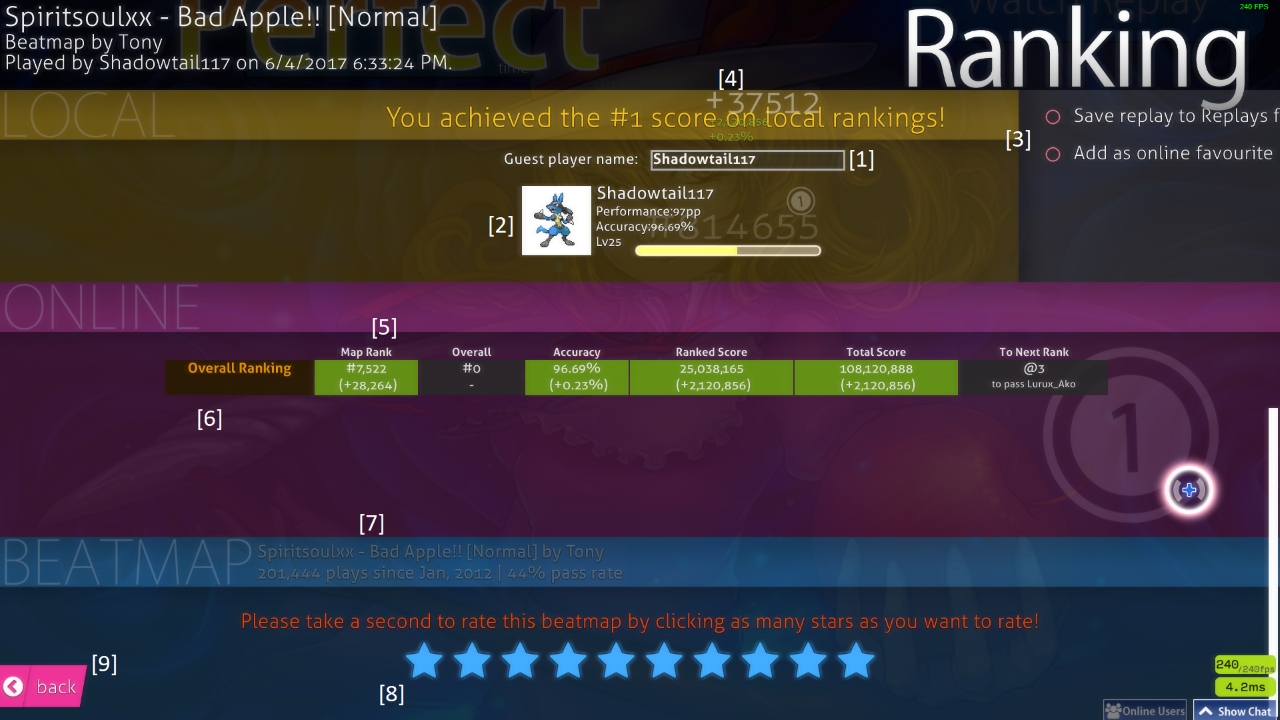 Spiritsoulxx - Bad Apple!! [Normal]
Beatmap by Tony
Played by Shadowtail117 on 6/4/2017 6:33:24 PM.
Perfect
time
Watch Replay
240 FPS
Ranking
[4]
LOCAL
You achieved the #1 score on local rankings!
+37512
+0.23%
[3]
Save replay to Replays f
Add as online favourite
Guest player name: Shadowtail117 [1]
[2]
Shadowtail117
Performance:97pp
Accuracy:96.69%
Lv25
1
#814655
ONLINE
[5]
Map Rank Overall Accuracy Ranked Score Total Score To Next Rank
Overall Ranking #7,522 #0 96.69% 25,038,165 108,120,888 @3
(+28,264) - (+0.23%) (+2,120,856) (+2,120,856) to pass Lurux_Ako
[6]
1
[7]
BEATMAP
Spiritsoulxx - Bad Apple!! [Normal] by Tony
201,444 plays since Jan, 2012 | 44% pass rate
Please take a second to rate this beatmap by clicking as many stars as you want to rate!
[9]
back
[8]
240/240fps
4.2ms
Online Users
Show Chat